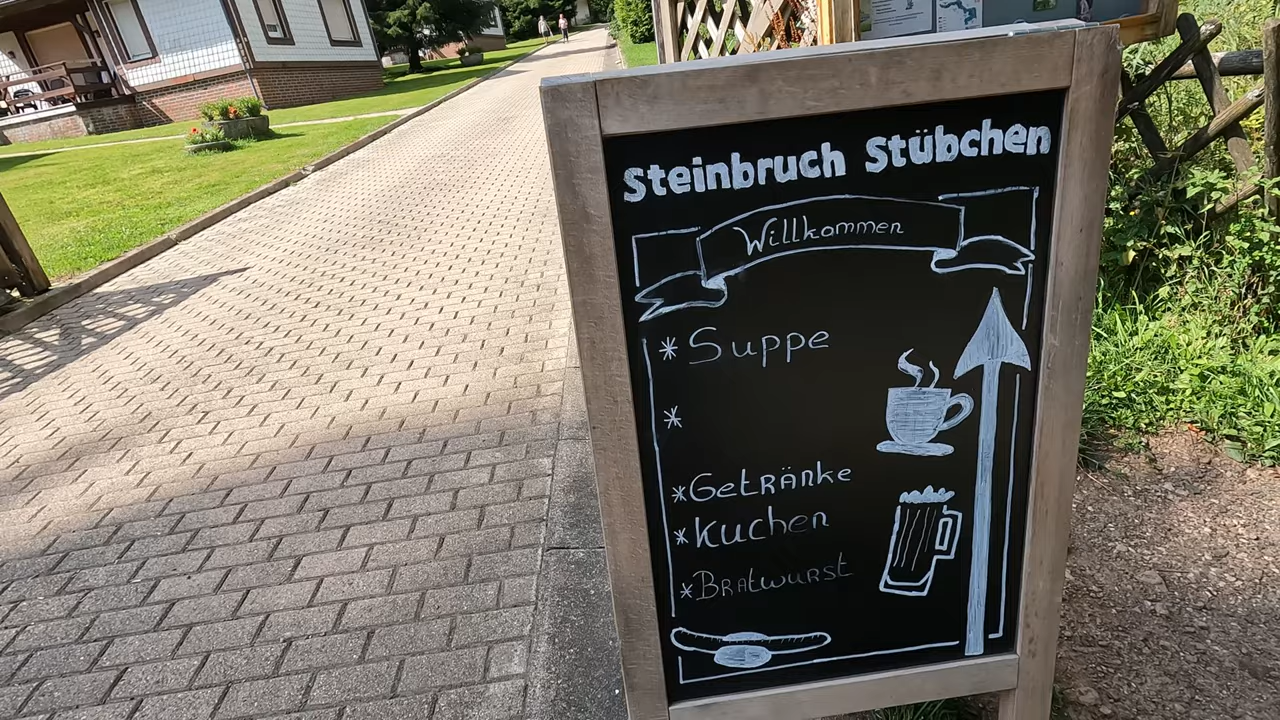 Steinbruch Stübchen
Willkommen
* Suppe
*
* Getränke
* Kuchen
* Bratwurst